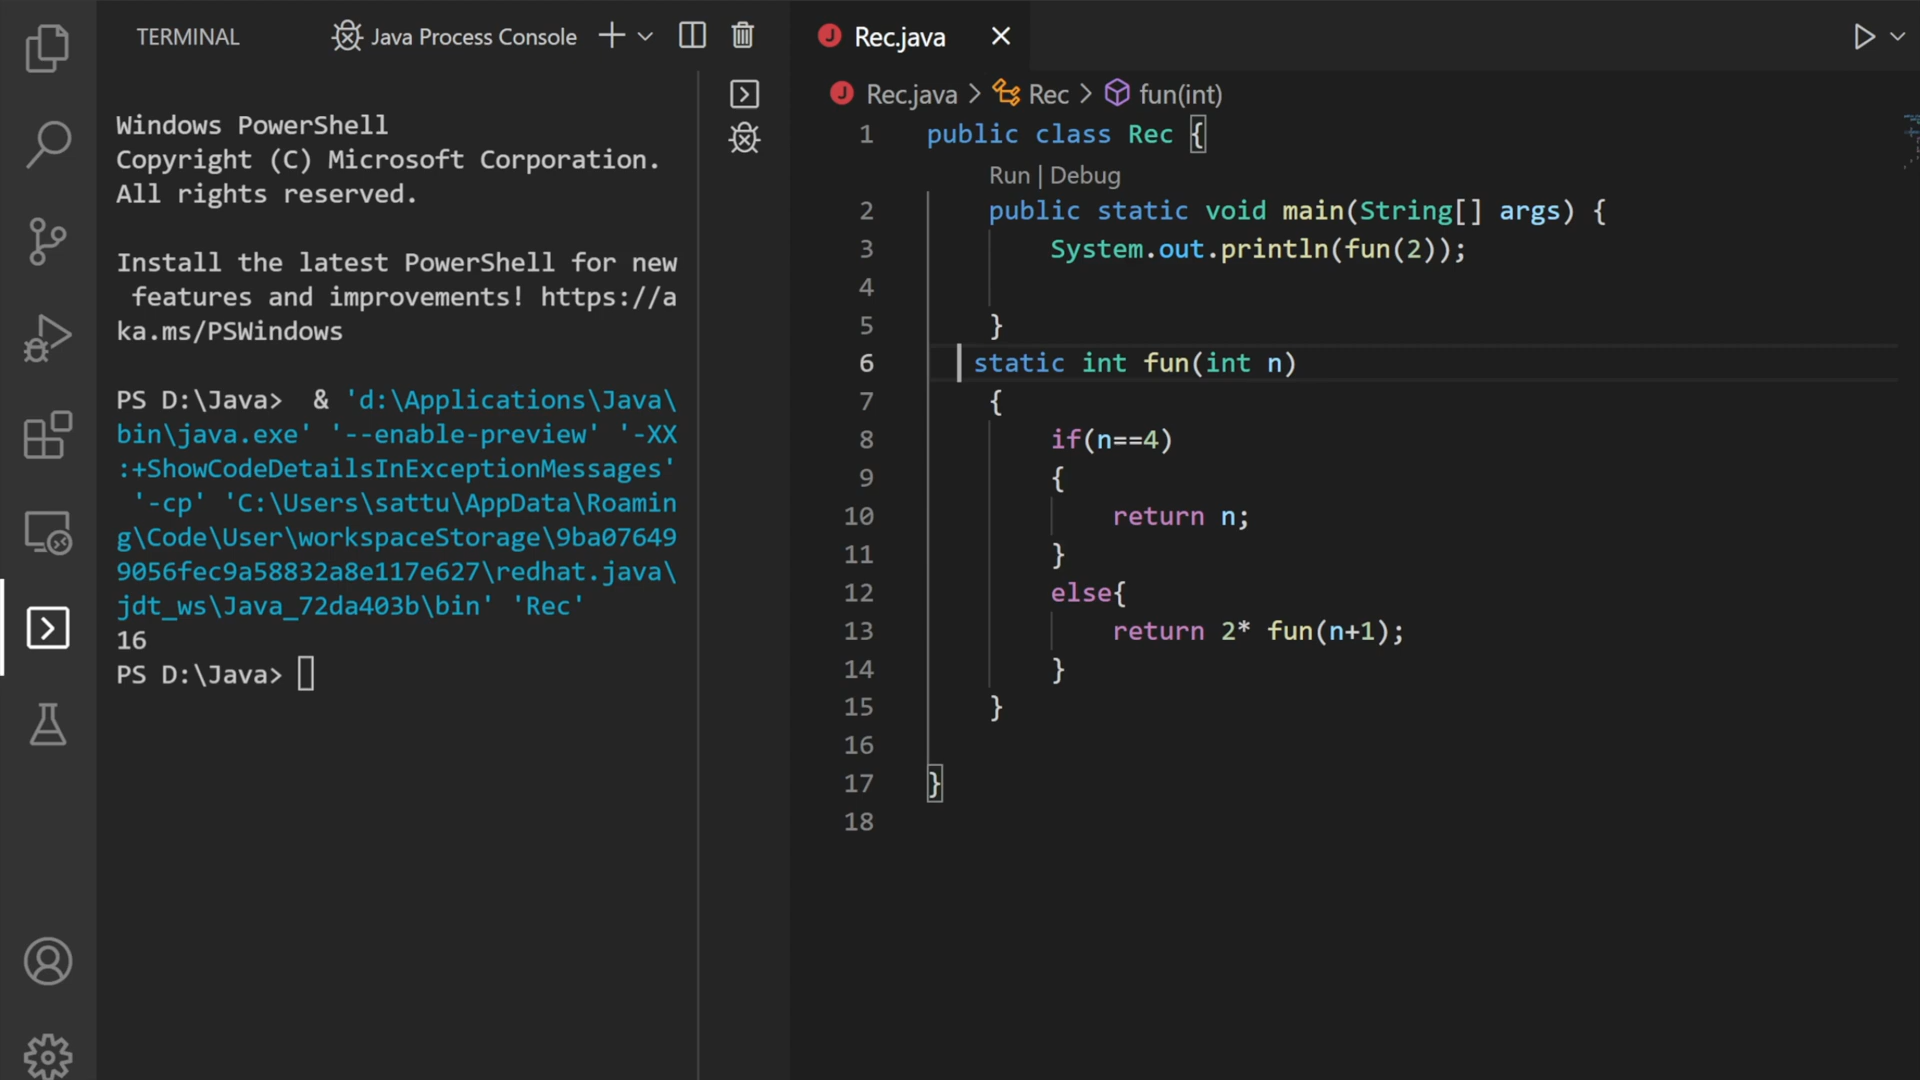 TERMINAL
Java Process Console
Windows PowerShell
Copyright (C) Microsoft Corporation.
All rights reserved.
Install the latest PowerShell for new
features and improvements! https://a
ka.ms/PSWindows
PS D:\Java>  & 'd:\Applications\Java\
bin\java.exe' '--enable-preview' '-XX
:+ShowCodeDetailsInExceptionMessages'
'-cp' 'C:\Users\sattu\AppData\Roamin
g\Code\User\workspaceStorage\9ba07649
9056fec9a58832a8e117e627\redhat.java\
jdt_ws\Java_72da403b\bin' 'Rec'
16
PS D:\Java>
J Rec.java
J Rec.java > Rec > fun(int)
1 public class Rec {
Run | Debug
2 public static void main(String[] args) {
3 System.out.println(fun(2));
4
5 }
6 static int fun(int n)
7 {
8 if(n==4)
9 {
10 return n;
11 }
12 else{
13 return 2* fun(n+1);
14 }
15 }
16
17 }
18